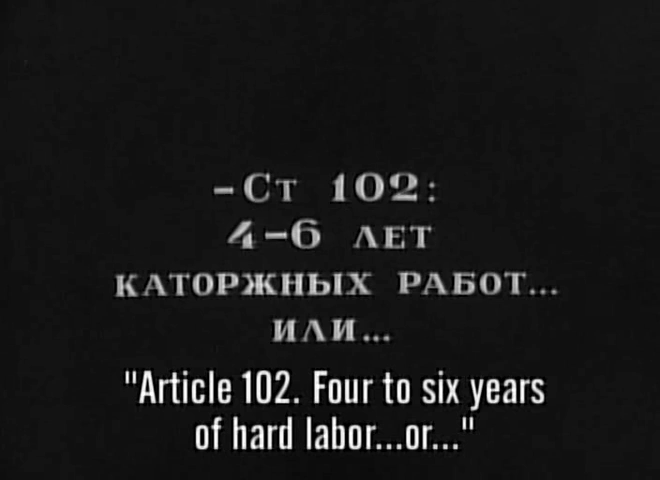 -Ст 102:
4-6 лет
каторжных работ...
или...
"Article 102. Four to six years
of hard labor...or..."